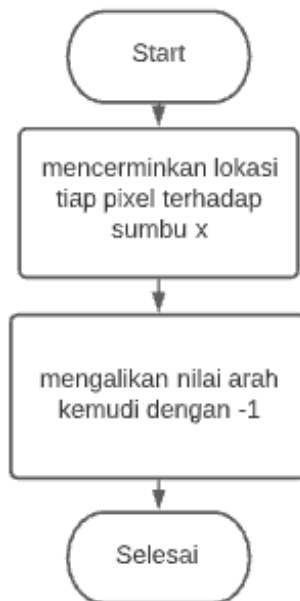 Start
mencerminkan lokasi
tiap pixel terhadap
sumbu x
mengalikan nilai arah
kemudi dengan -1
Selesai